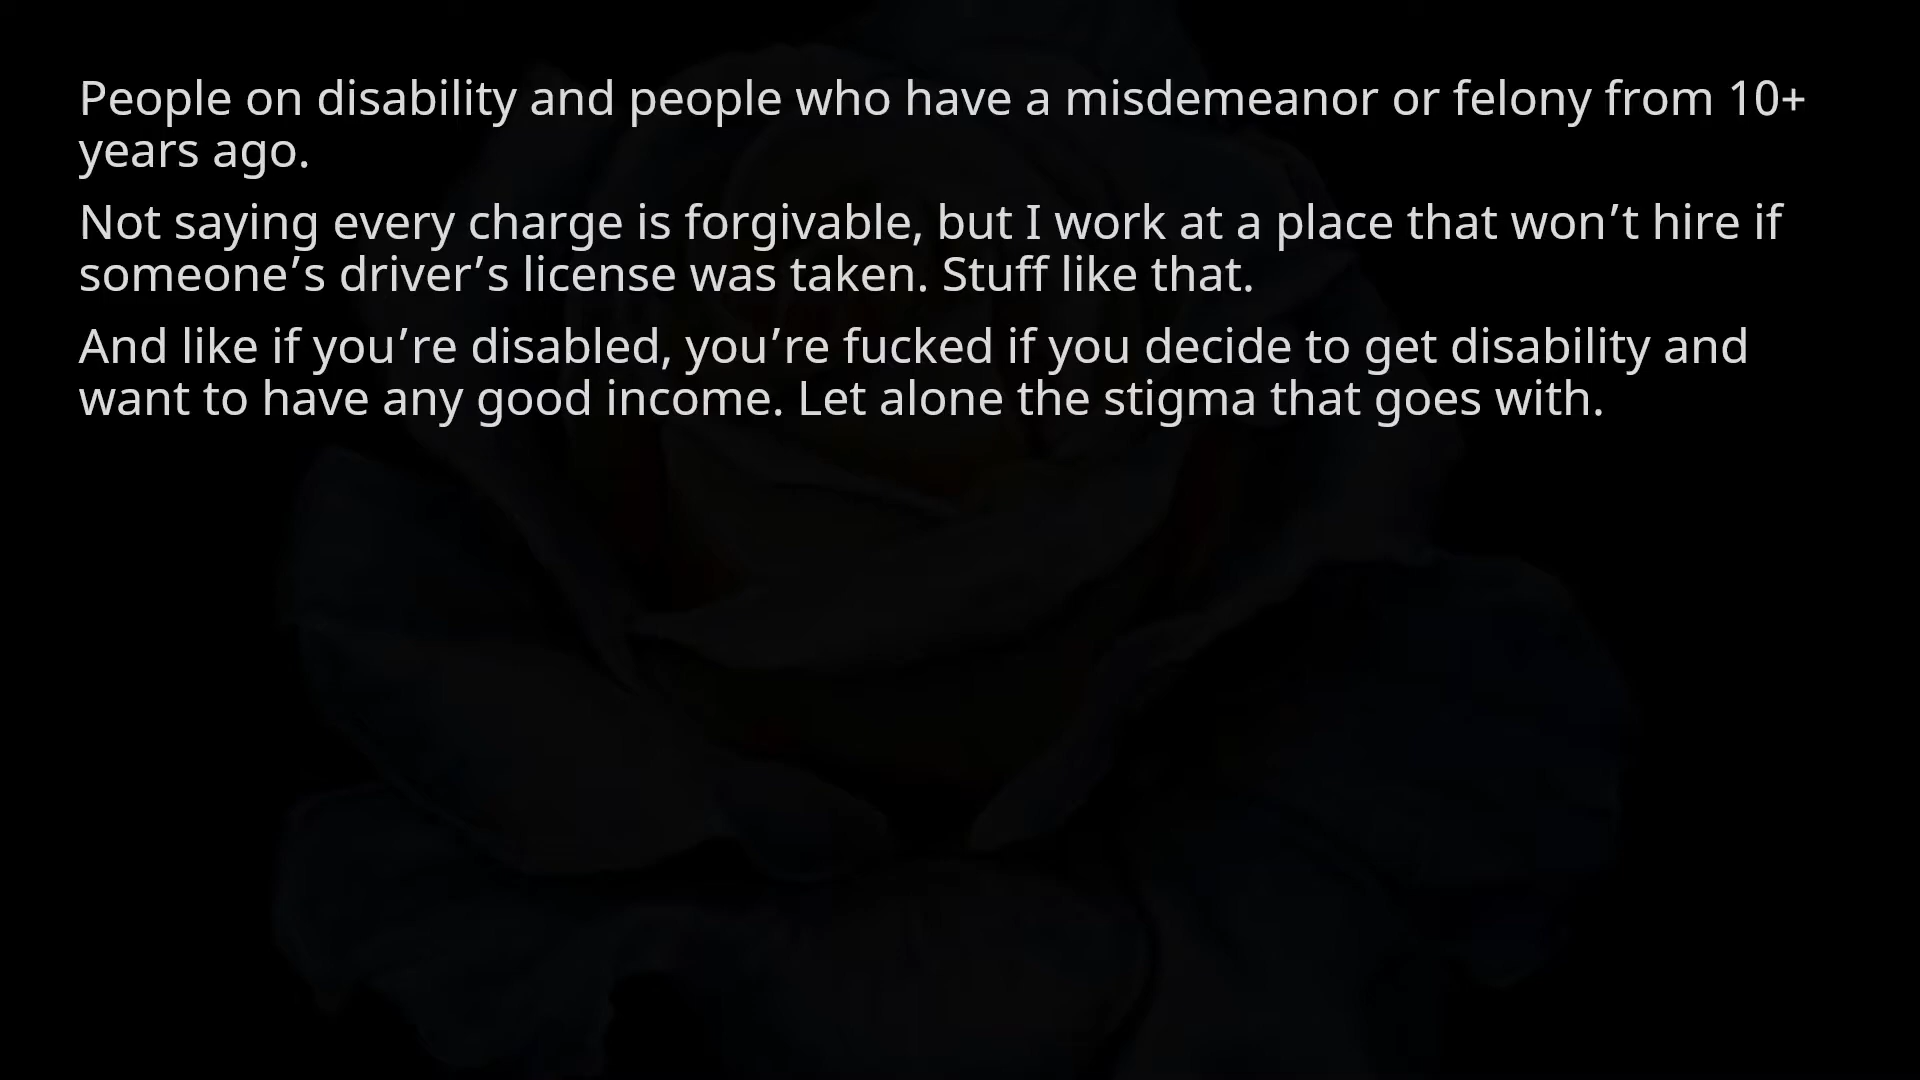 People on disability and people who have a misdemeanor or felony from 10+
years ago.
Not saying every charge is forgivable, but I work at a place that won’t hire if
someone’s driver’s license was taken. Stuff like that.
And like if you’re disabled, you’re fucked if you decide to get disability and
want to have any good income. Let alone the stigma that goes with.